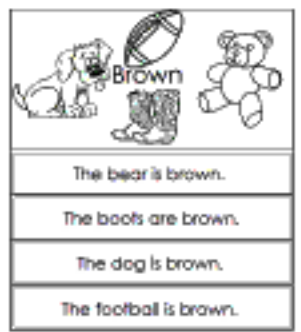 Brown
The bear is brown.
The boots are brown.
The dog is brown.
The football is brown.